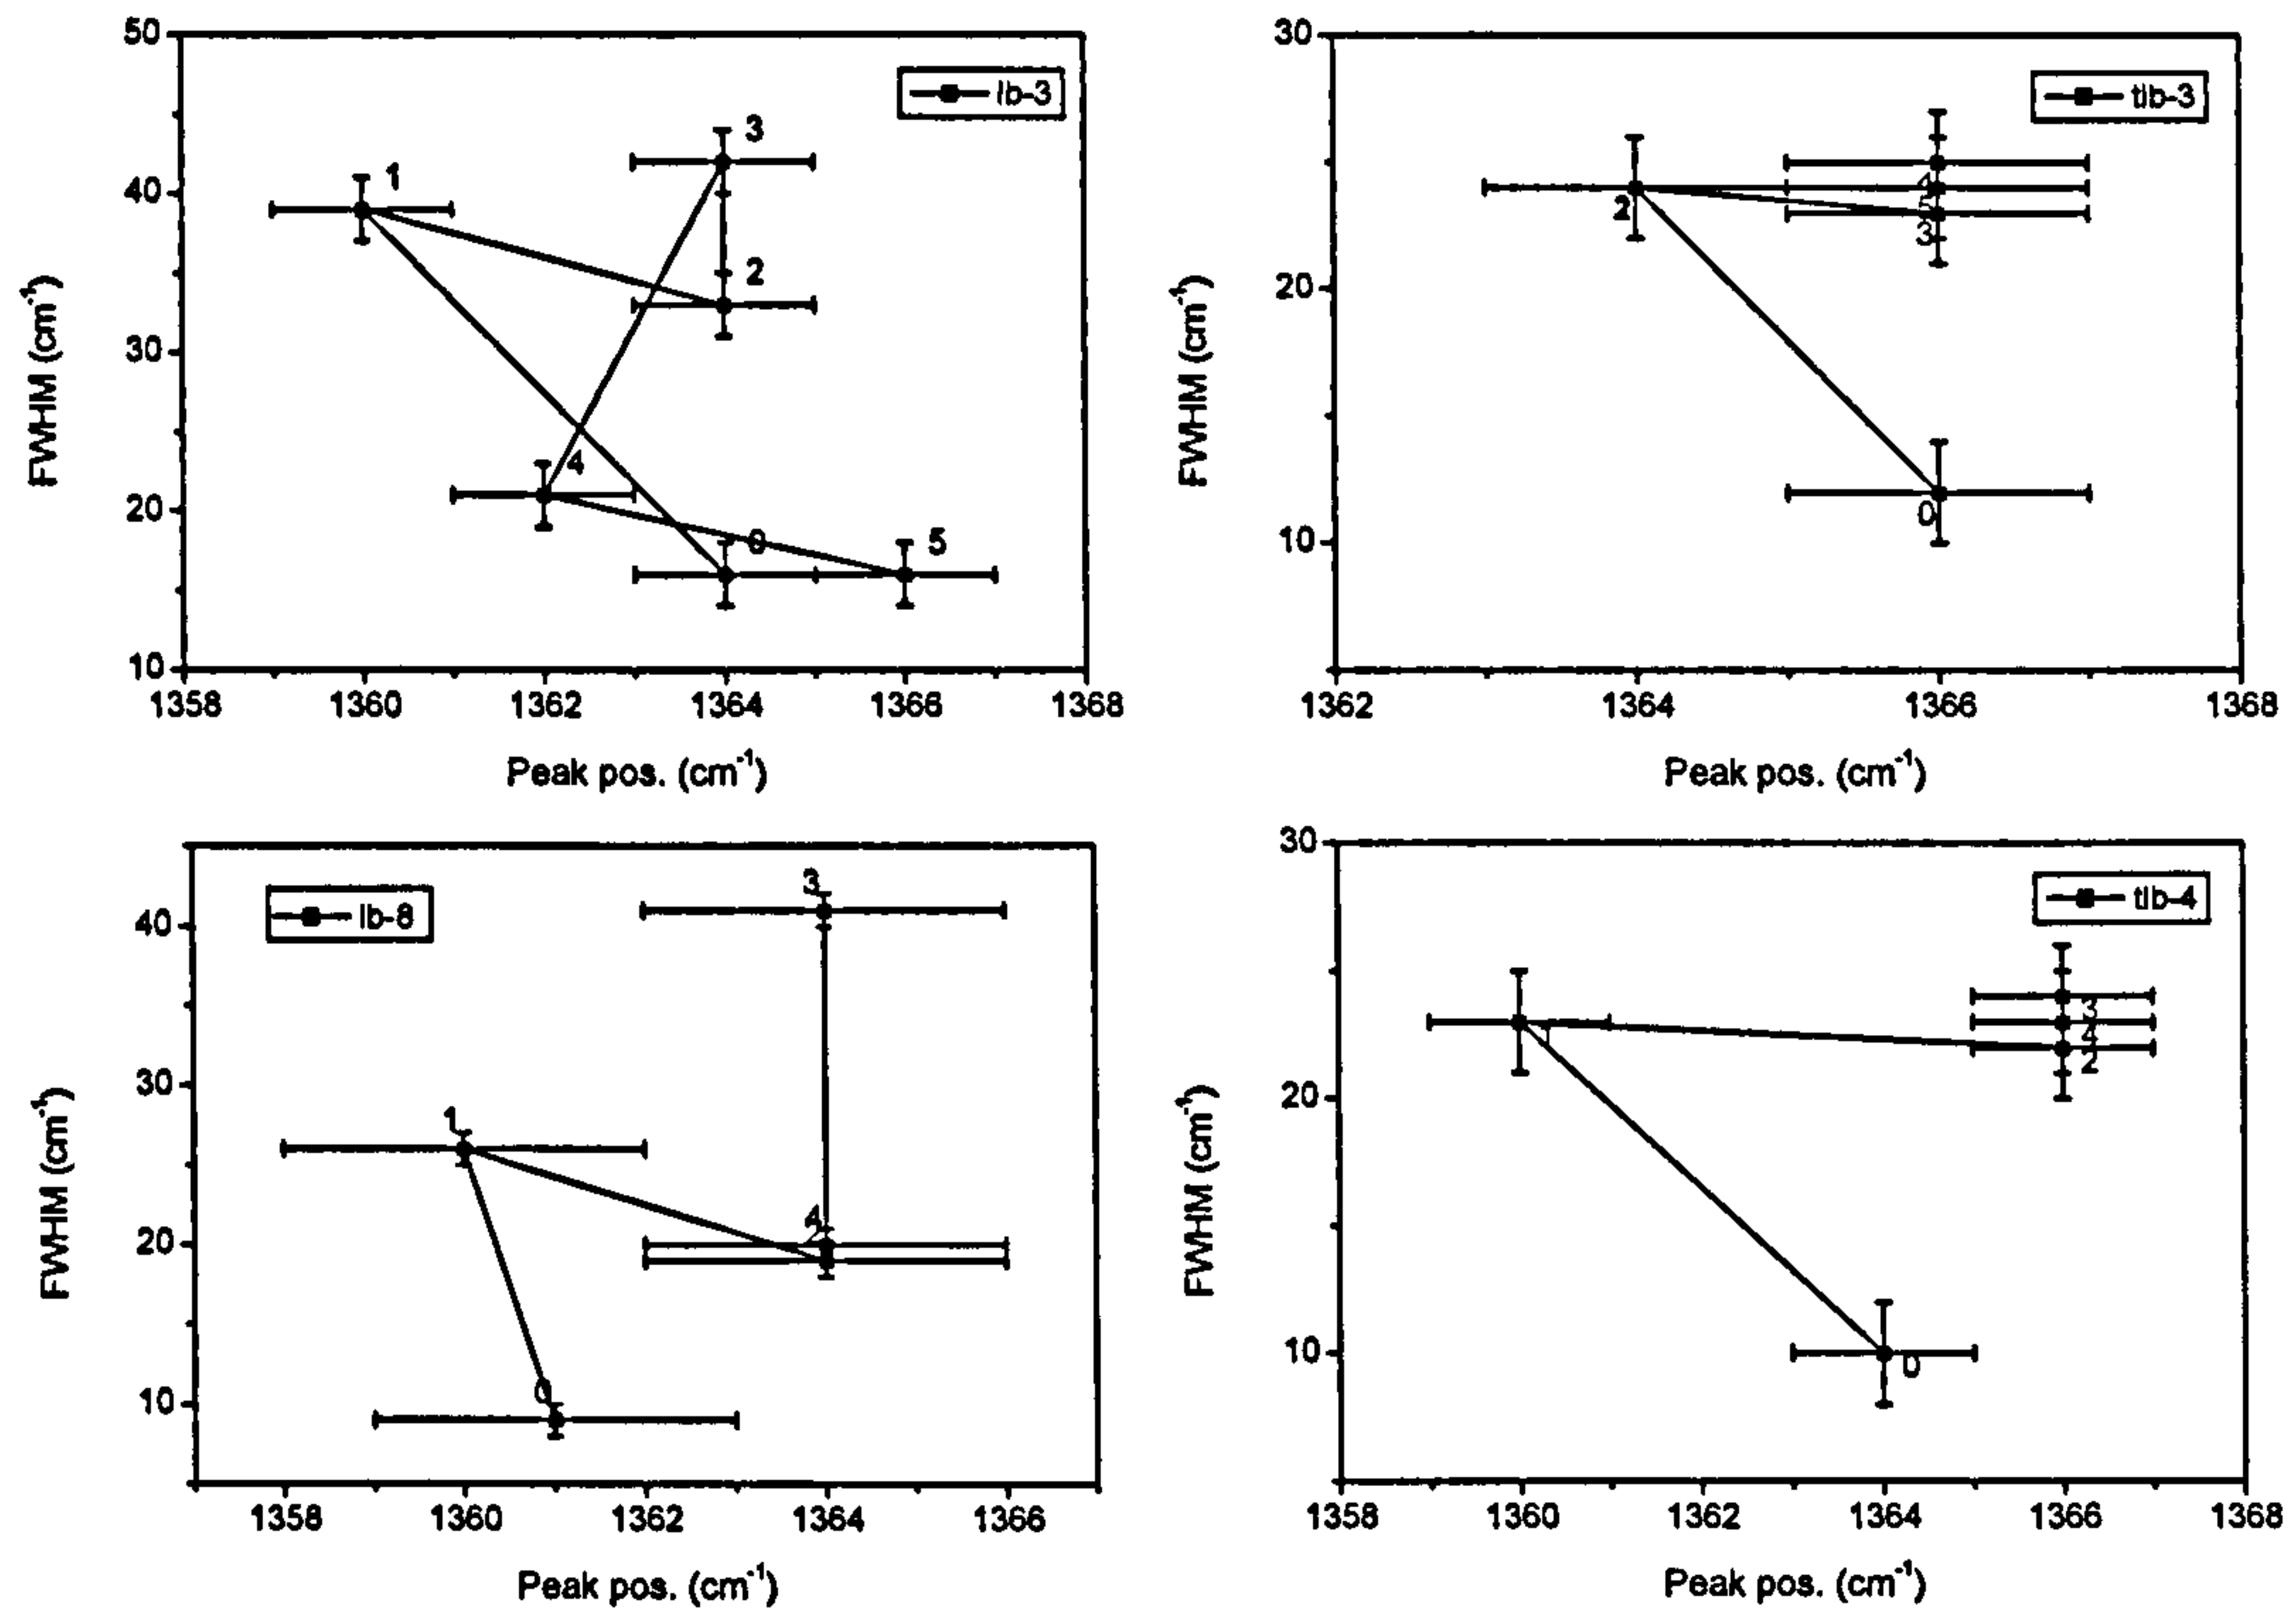 50
40
30
20
10
FWHM (cm-1)
lb-3
1
3
2
4
0
5
1358 1360 1362 1364 1366 1368
Peak pos. (cm-1)
30
20
10
FWHM (cm-1)
tlb-3
2
4
5
3
0
1362 1364 1366 1368
Peak pos. (cm-1)
40
30
20
10
FWHM (cm-1)
lb-8
3
1
4
2
0
1358 1360 1362 1364 1366
Peak pos. (cm-1)
30
20
10
FWHM (cm-1)
tlb-4
1
3
4
2
0
1358 1360 1362 1364 1366 1368
Peak pos. (cm-1)